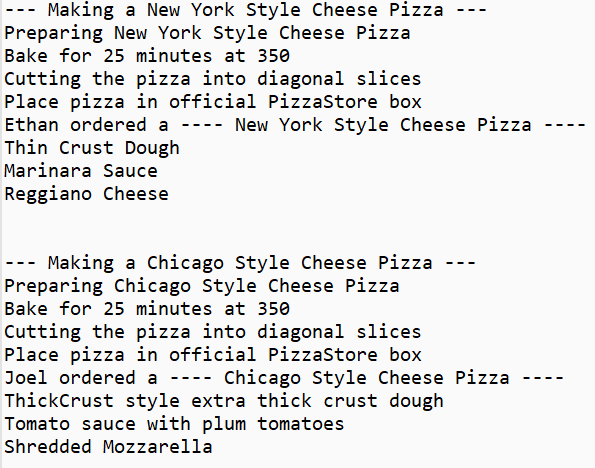 --- Making a New York Style Cheese Pizza ---
Preparing New York Style Cheese Pizza
Bake for 25 minutes at 350
Cutting the pizza into diagonal slices
Place pizza in official PizzaStore box
Ethan ordered a ---- New York Style Cheese Pizza ----
Thin Crust Dough
Marinara Sauce
Reggiano Cheese
--- Making a Chicago Style Cheese Pizza ---
Preparing Chicago Style Cheese Pizza
Bake for 25 minutes at 350
Cutting the pizza into diagonal slices
Place pizza in official PizzaStore box
Joel ordered a ---- Chicago Style Cheese Pizza ----
ThickCrust style extra thick crust dough
Tomato sauce with plum tomatoes
Shredded Mozzarella